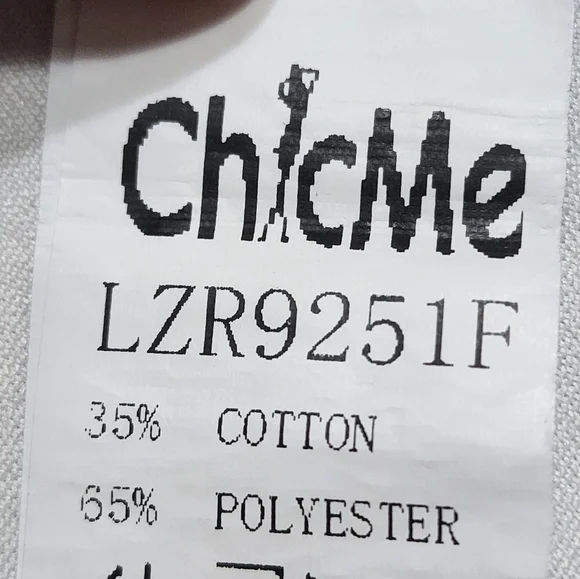 ChicMe
LZR9251F
35% COTTON
65% POLYESTER